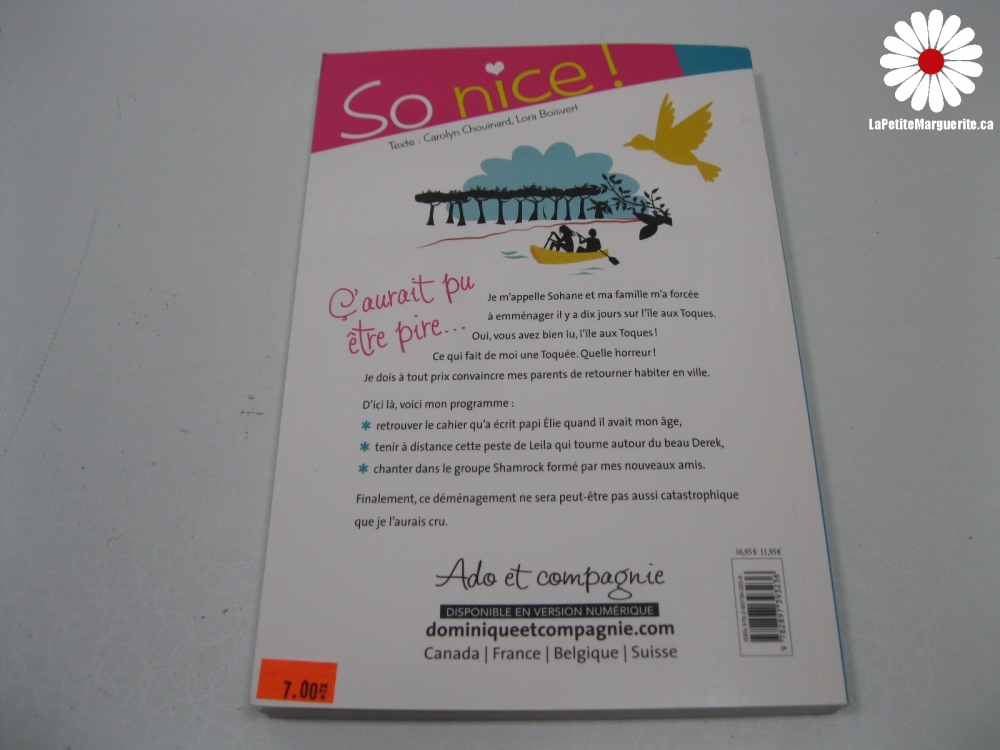 LaPetiteMarguerite.ca
So nice !
Texte : Carolyn Chouinard, Lora Boisvert
Ç'aurait pu
être pire...
Je m'appelle Sohane et ma famille m'a forcée
à emménager il y a dix jours sur l'île aux Toques.
Oui, vous avez bien lu, l'île aux Toques !
Ce qui fait de moi une Toquée. Quelle horreur !
Je dois à tout prix convaincre mes parents de retourner habiter en ville.
D'ici là, voici mon programme :
* retrouver le cahier qu'a écrit papi Élie quand il avait mon âge,
* tenir à distance cette peste de Leila qui tourne autour du beau Derek,
* chanter dans le groupe Shamrock formé par mes nouveaux amis.
Finalement, ce déménagement ne sera peut-être pas aussi catastrophique
que je l'aurais cru.
Ado et compagnie
DISPONIBLE EN VERSION NUMÉRIQUE
dominiqueetcompagnie.com
Canada | France | Belgique | Suisse
16,95 $ 11,95 €
9 782897 393236
7.00